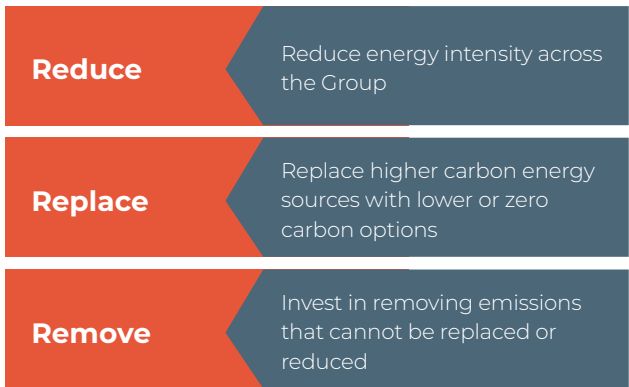 Reduce
Reduce energy intensity across
the Group
Replace
Replace higher carbon energy
sources with lower or zero
carbon options
Remove
Invest in removing emissions
that cannot be replaced or
reduced